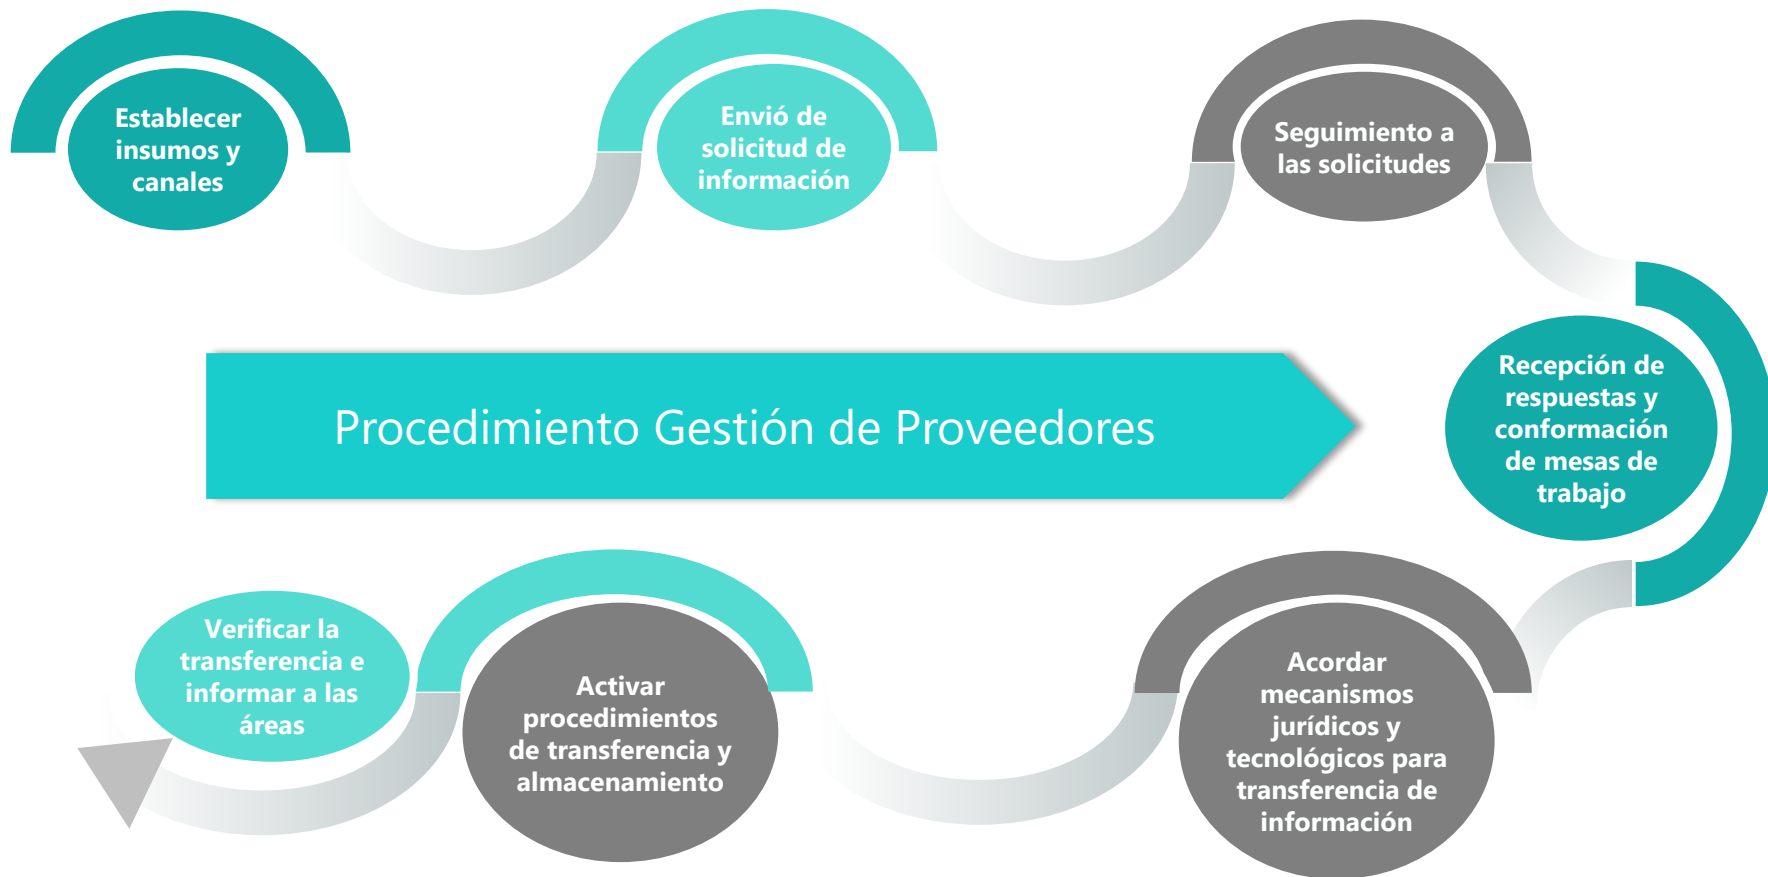 Establecer
insumos y
canales
Envió de
solicitud de
información
Seguimiento a
las solicitudes
Procedimiento Gestión de Proveedores
Recepción de
respuestas y
conformación
de mesas de
trabajo
Acordar
mecanismos
jurídicos y
tecnológicos para
transferencia de
información
Activar
procedimientos
de transferencia y
almacenamiento
Verificar la
transferencia e
informar a las
áreas